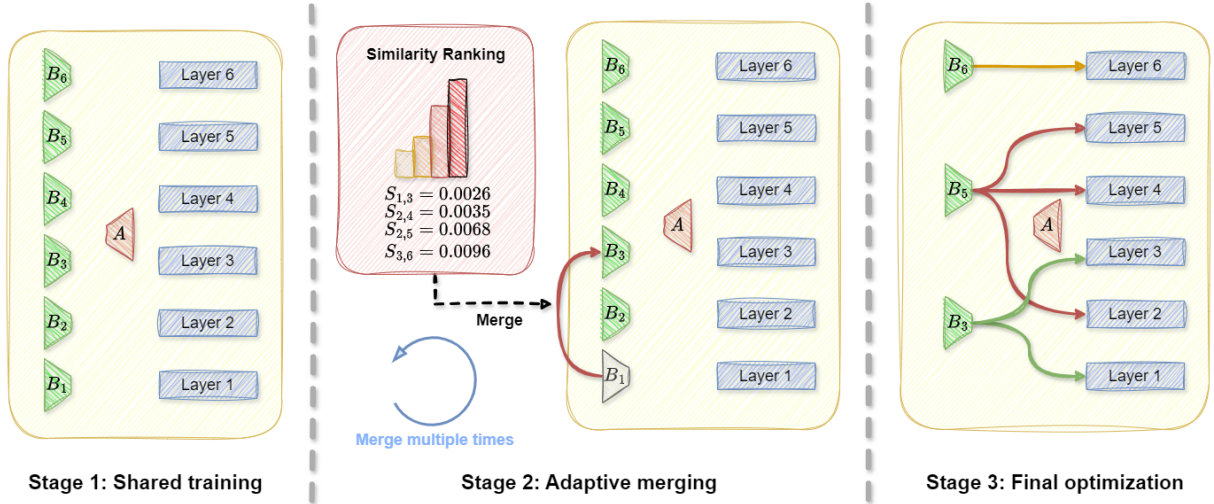 B6
B5
B4
A
B3
B2
B1
Layer 6
Layer 5
Layer 4
Layer 3
Layer 2
Layer 1
Stage 1: Shared training
Similarity Ranking
S1,3 = 0.0026
S2,4 = 0.0035
S2,5 = 0.0068
S3,6 = 0.0096
Merge
Merge multiple times
B6
B5
B4
A
B3
B2
B1
Layer 6
Layer 5
Layer 4
Layer 3
Layer 2
Layer 1
Stage 2: Adaptive merging
B6
B5
A
B3
Layer 6
Layer 5
Layer 4
Layer 3
Layer 2
Layer 1
Stage 3: Final optimization